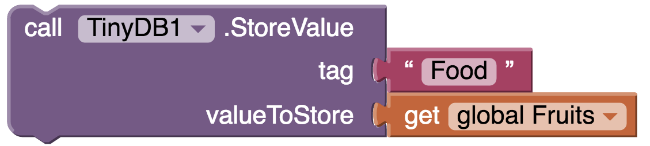 call TinyDB1 .StoreValue
tag “ Food ”
valueToStore get global Fruits